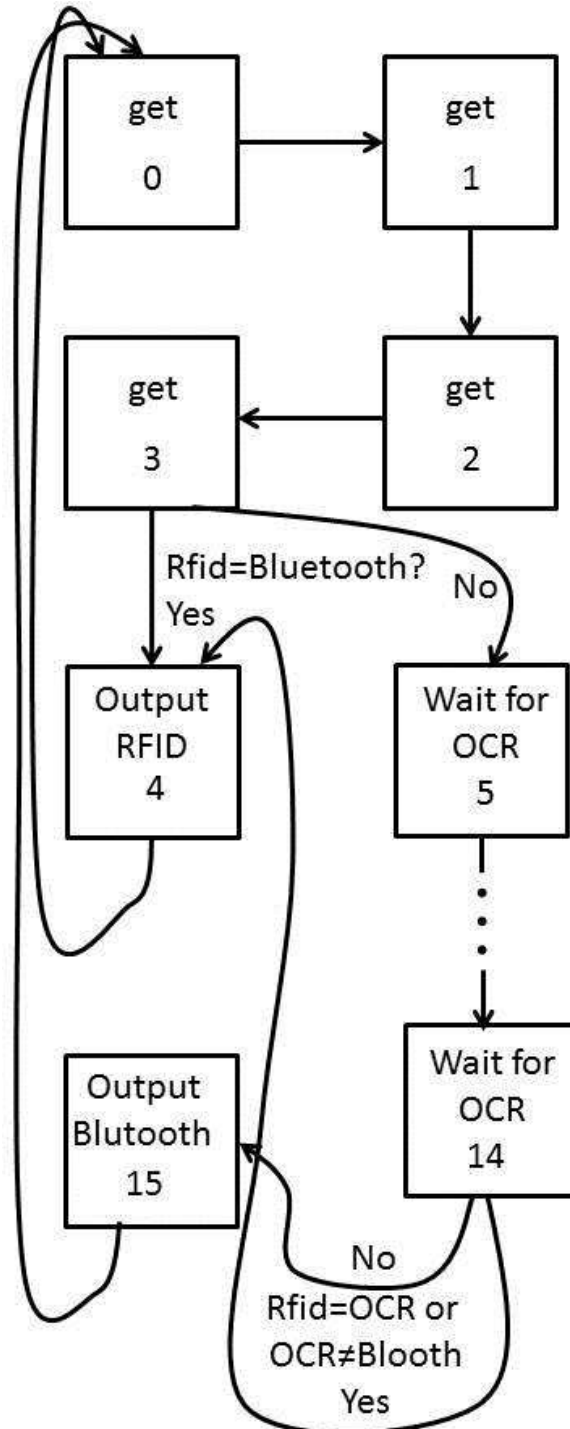 get
0
get
1
get
3
get
2
Rfid=Bluetooth?
Yes
No
Output
RFID
4
Wait for
OCR
5
Wait for
OCR
14
Output
Blutooth
15
No
Rfid=OCR or
OCR≠Blooth
Yes